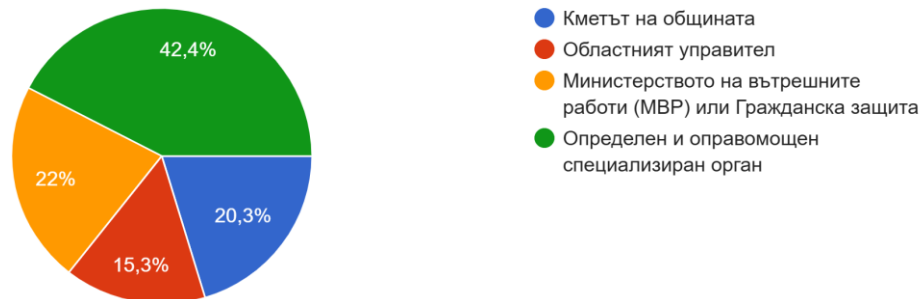 42,4%
22%
20,3%
15,3%
Кметът на общината
Областният управител
Министерството на вътрешните
работи (МВР) или Гражданска защита
Определен и оправомощен
специализиран орган